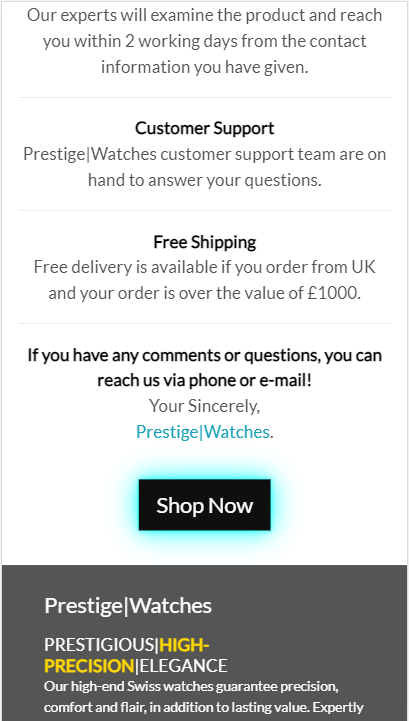 Our experts will examine the product and reach
you within 2 working days from the contact
information you have given.
Customer Support
Prestige|Watches customer support team are on
hand to answer your questions.
Free Shipping
Free delivery is available if you order from UK
and your order is over the value of £1000.
If you have any comments or questions, you can
reach us via phone or e-mail!
Your Sincerely,
Prestige|Watches.
Shop Now
Prestige|Watches
PRESTIGIOUS|HIGH-
PRECISION|ELEGANCE
Our high-end Swiss watches guarantee precision,
comfort and flair, in addition to lasting value. Expertly